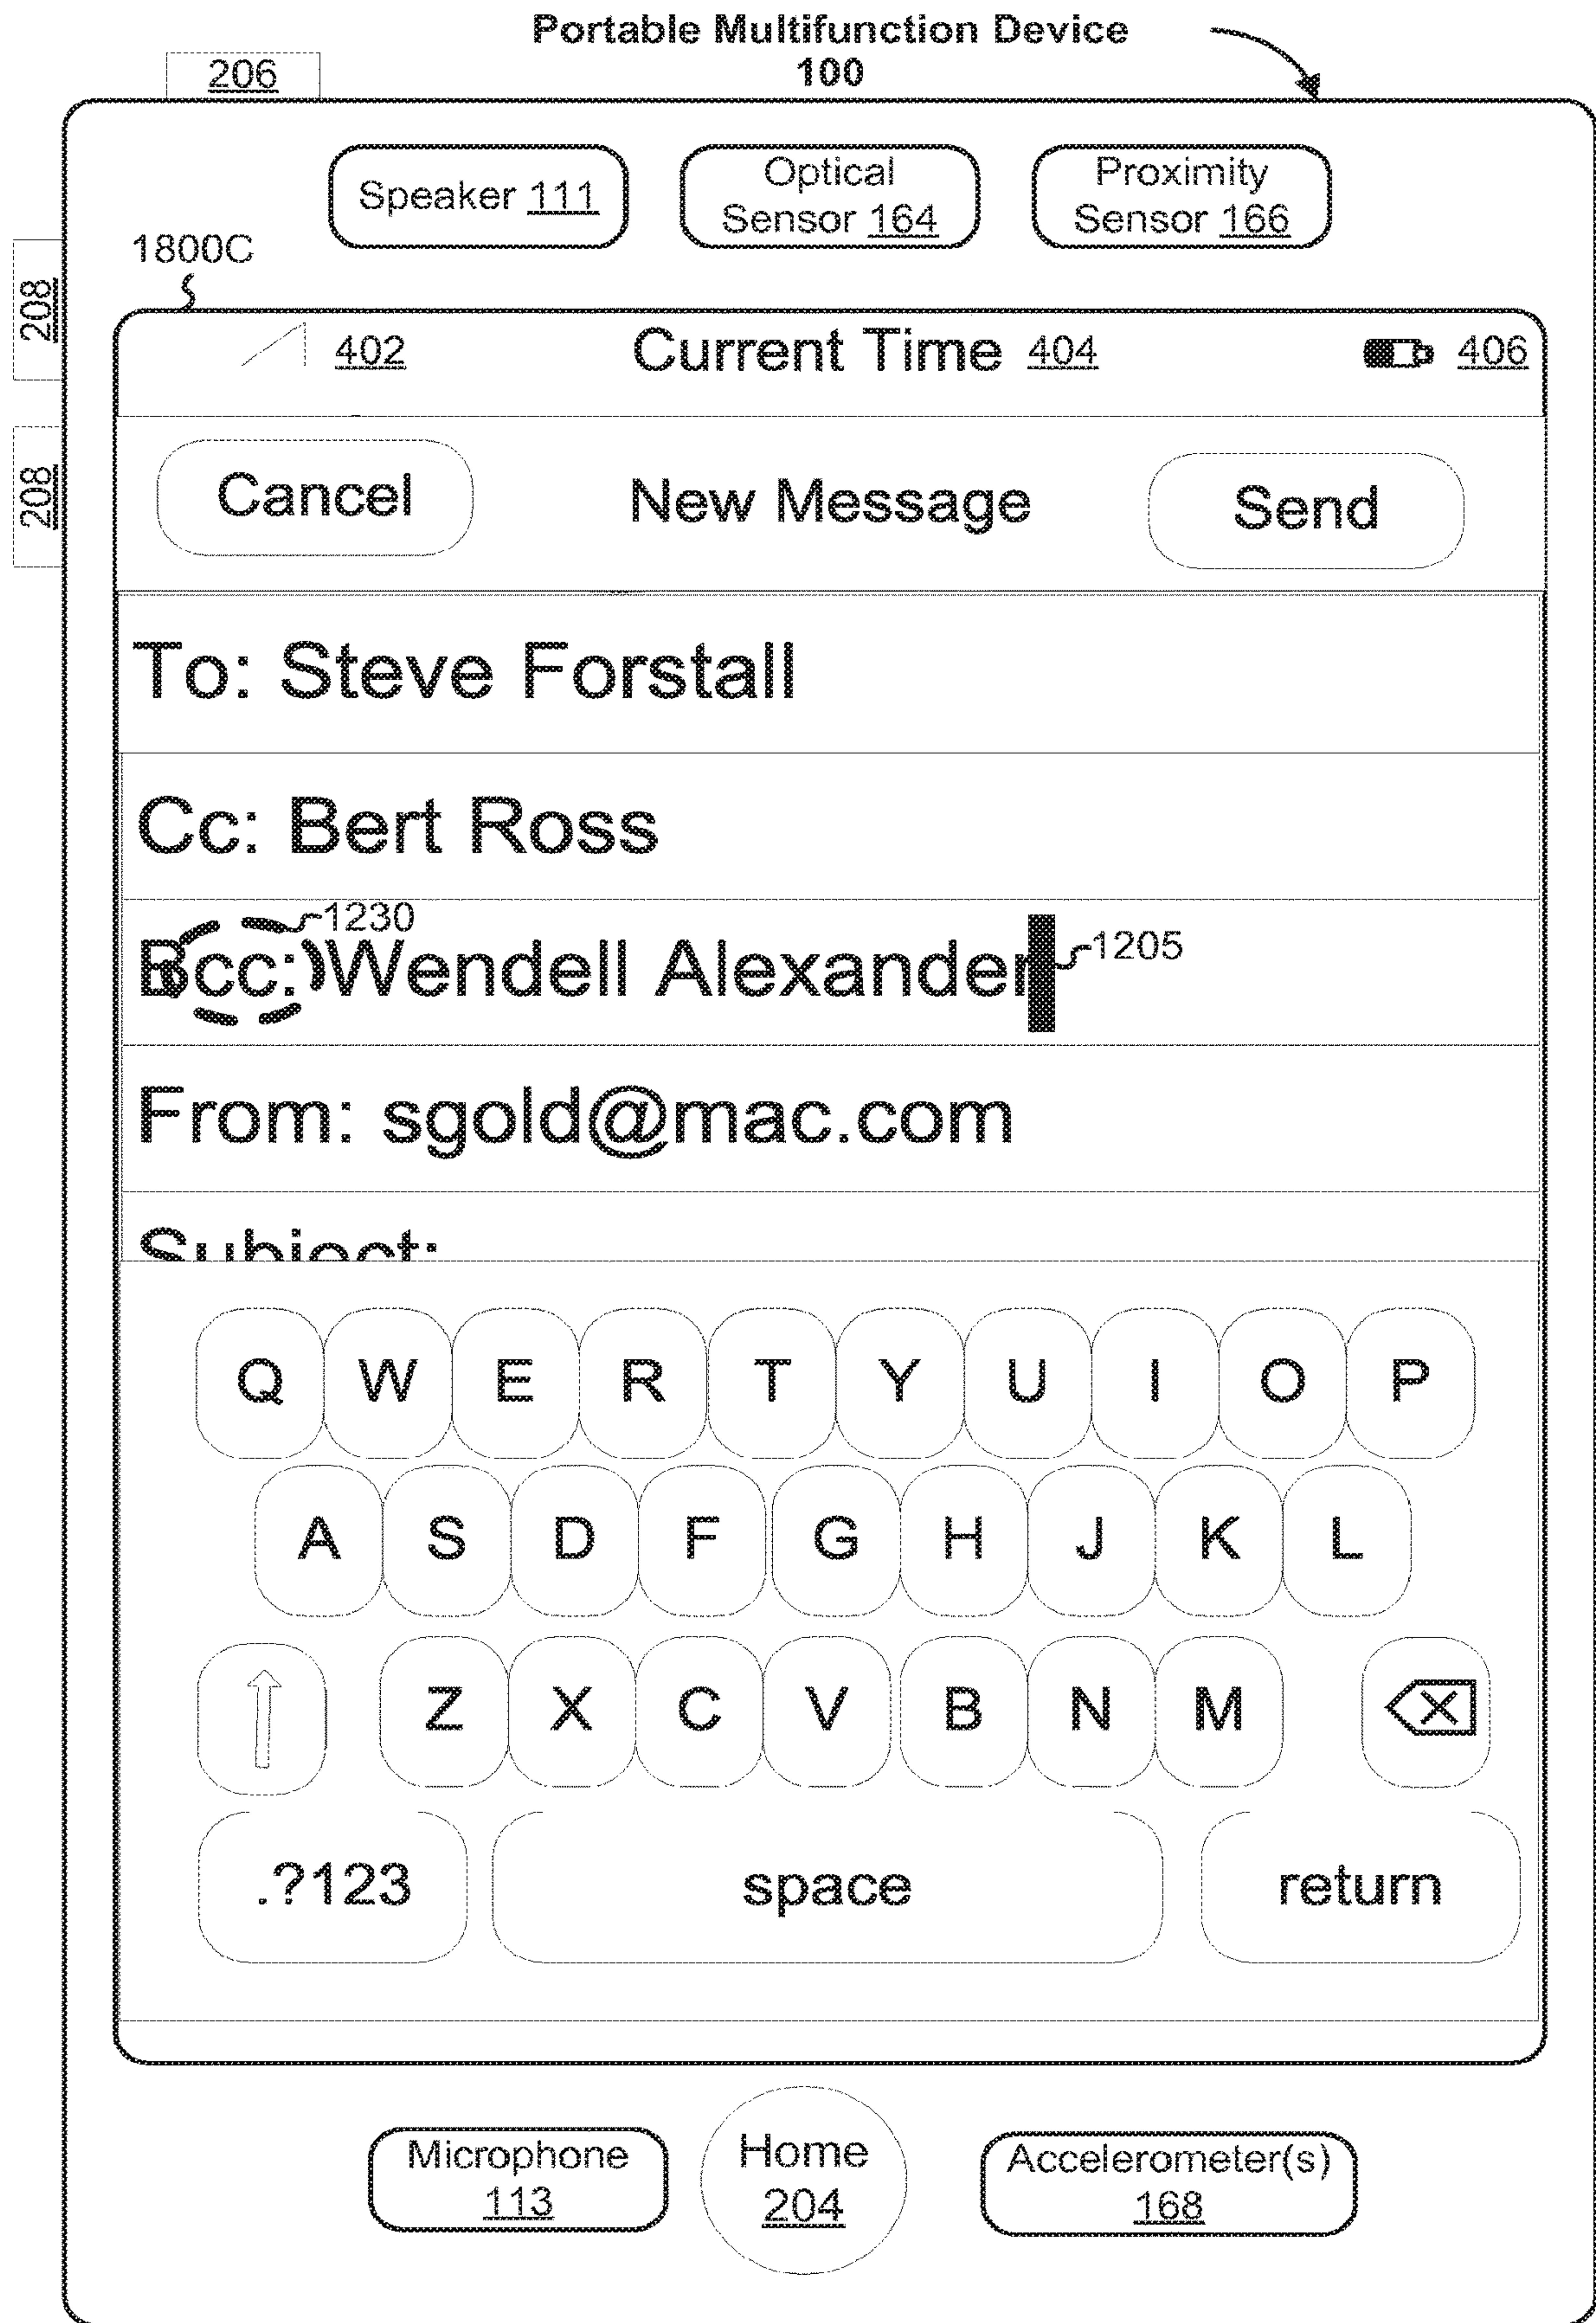 Portable Multifunction Device
100
206
Speaker 111
Optical
Sensor 164
Proximity
Sensor 166
1800C
208
208
402
Current Time 404
406
Cancel
New Message
Send
To: Steve Forstall
Cc: Bert Ross
1230
Bcc: Wendell Alexander
1205
From: sgold@mac.com
Subject:
Q W E R T Y U I O P
A S D F G H J K L
Z X C V B N M
.?123
space
return
Microphone
113
Home
204
Accelerometer(s)
168